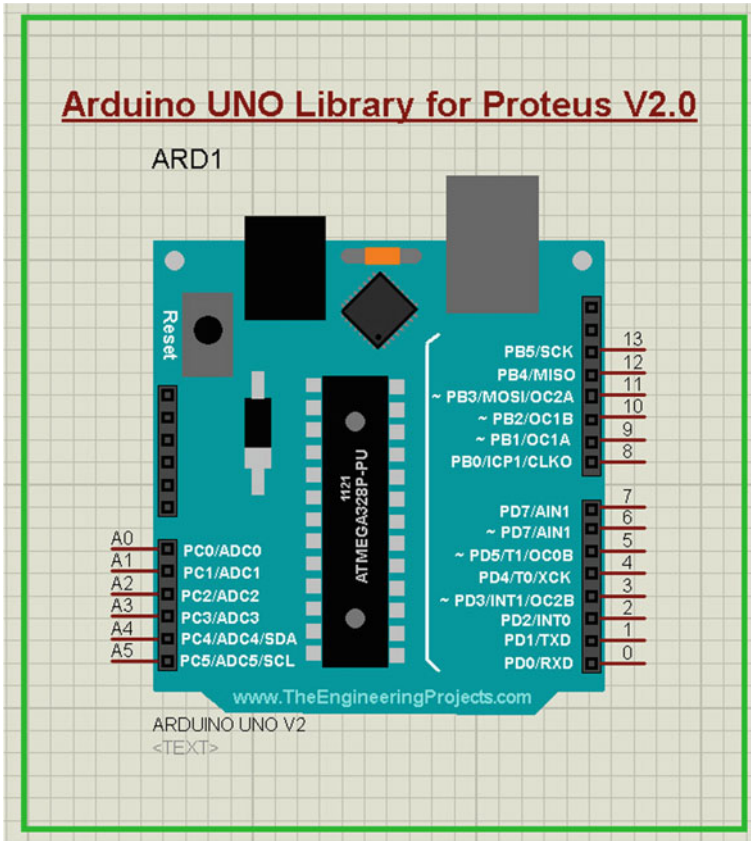 Arduino UNO Library for Proteus V2.0
ARD1
Reset
1121
ATMEGA328P-PU
PB5/SCK 13
PB4/MISO 12
~ PB3/MOSI/OC2A 11
~ PB2/OC1B 10
~ PB1/OC1A 9
PB0/ICP1/CLKO 8
PD7/AIN1 7
~ PD7/AIN1 6
~ PD5/T1/OC0B 5
PD4/T0/XCK 4
~ PD3/INT1/OC2B 3
PD2/INT0 2
PD1/TXD 1
PD0/RXD 0
A0 PC0/ADC0
A1 PC1/ADC1
A2 PC2/ADC2
A3 PC3/ADC3
A4 PC4/ADC4/SDA
A5 PC5/ADC5/SCL
www.TheEngineeringProjects.com
ARDUINO UNO V2
<TEXT>